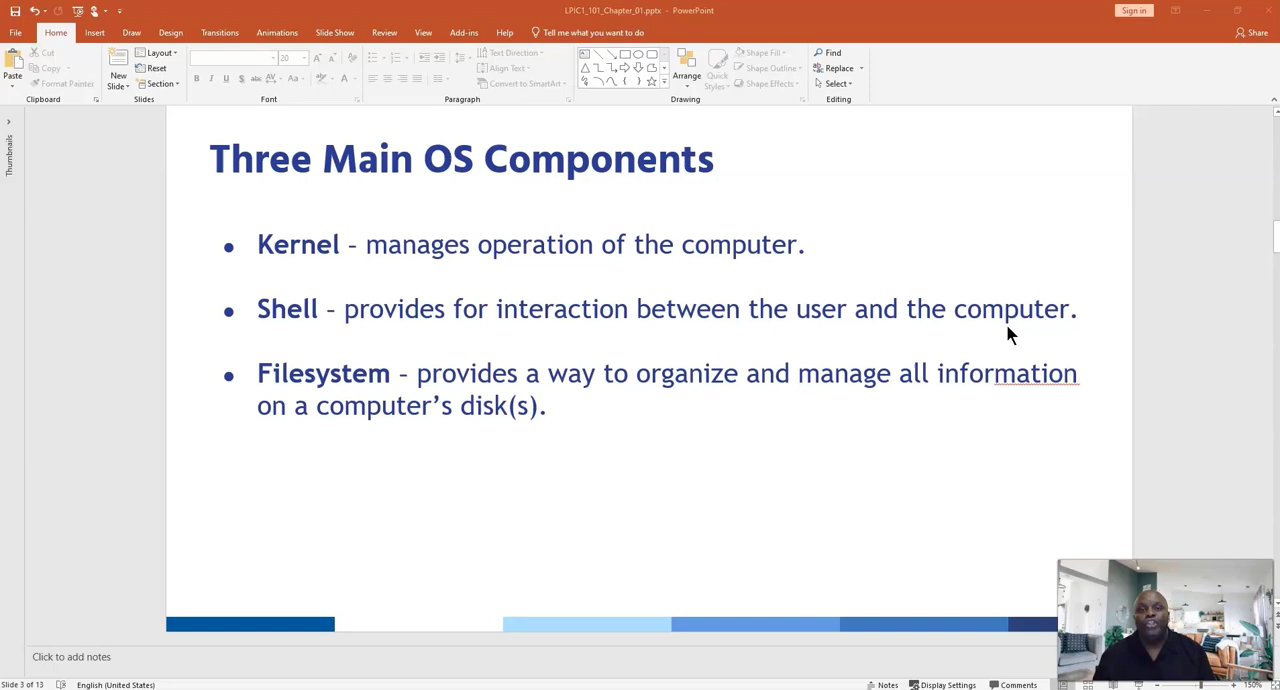 LPIC1_101_Chapter_01.pptx - PowerPoint
Sign in
File Home Insert Draw Design Transitions Animations Slide Show Review View Add-ins Help Tell me what you want to do Share
Paste
Cut
Copy
Format Painter
Clipboard
New
Slide
Layout
Reset
Section
Slides
20
B I U S abc AV Aa A
Font
Text Direction
Align Text
Convert to SmartArt
Paragraph
Arrange
Quick
Styles
Shape Fill
Shape Outline
Shape Effects
Drawing
Find
Replace
Select
Editing
Thumbnails
Three Main OS Components
• Kernel – manages operation of the computer.
• Shell – provides for interaction between the user and the computer.
• Filesystem – provides a way to organize and manage all information
on a computer’s disk(s).
Click to add notes
Slide 3 of 13 English (United States) Notes Display Settings Comments 150%